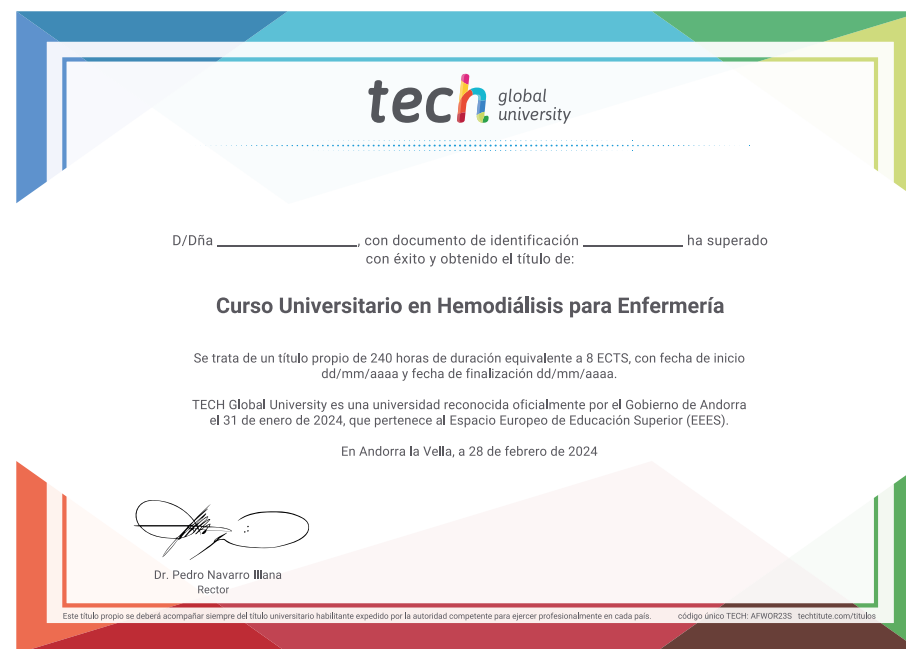 tech global university
D/Dña ____________________, con documento de identificación ______________ ha superado
con éxito y obtenido el título de:
Curso Universitario en Hemodiálisis para Enfermería
Se trata de un título propio de 240 horas de duración equivalente a 8 ECTS, con fecha de inicio
dd/mm/aaaa y fecha de finalización dd/mm/aaaa.
TECH Global University es una universidad reconocida oficialmente por el Gobierno de Andorra
el 31 de enero de 2024, que pertenece al Espacio Europeo de Educación Superior (EEES).
En Andorra la Vella, a 28 de febrero de 2024
Dr. Pedro Navarro Illana
Rector
Este título propio se deberá acompañar siempre del título universitario habilitante expedido por la autoridad competente para ejercer profesionalmente en cada país. código único TECH: AFWOR23S techtitute.com/titulos